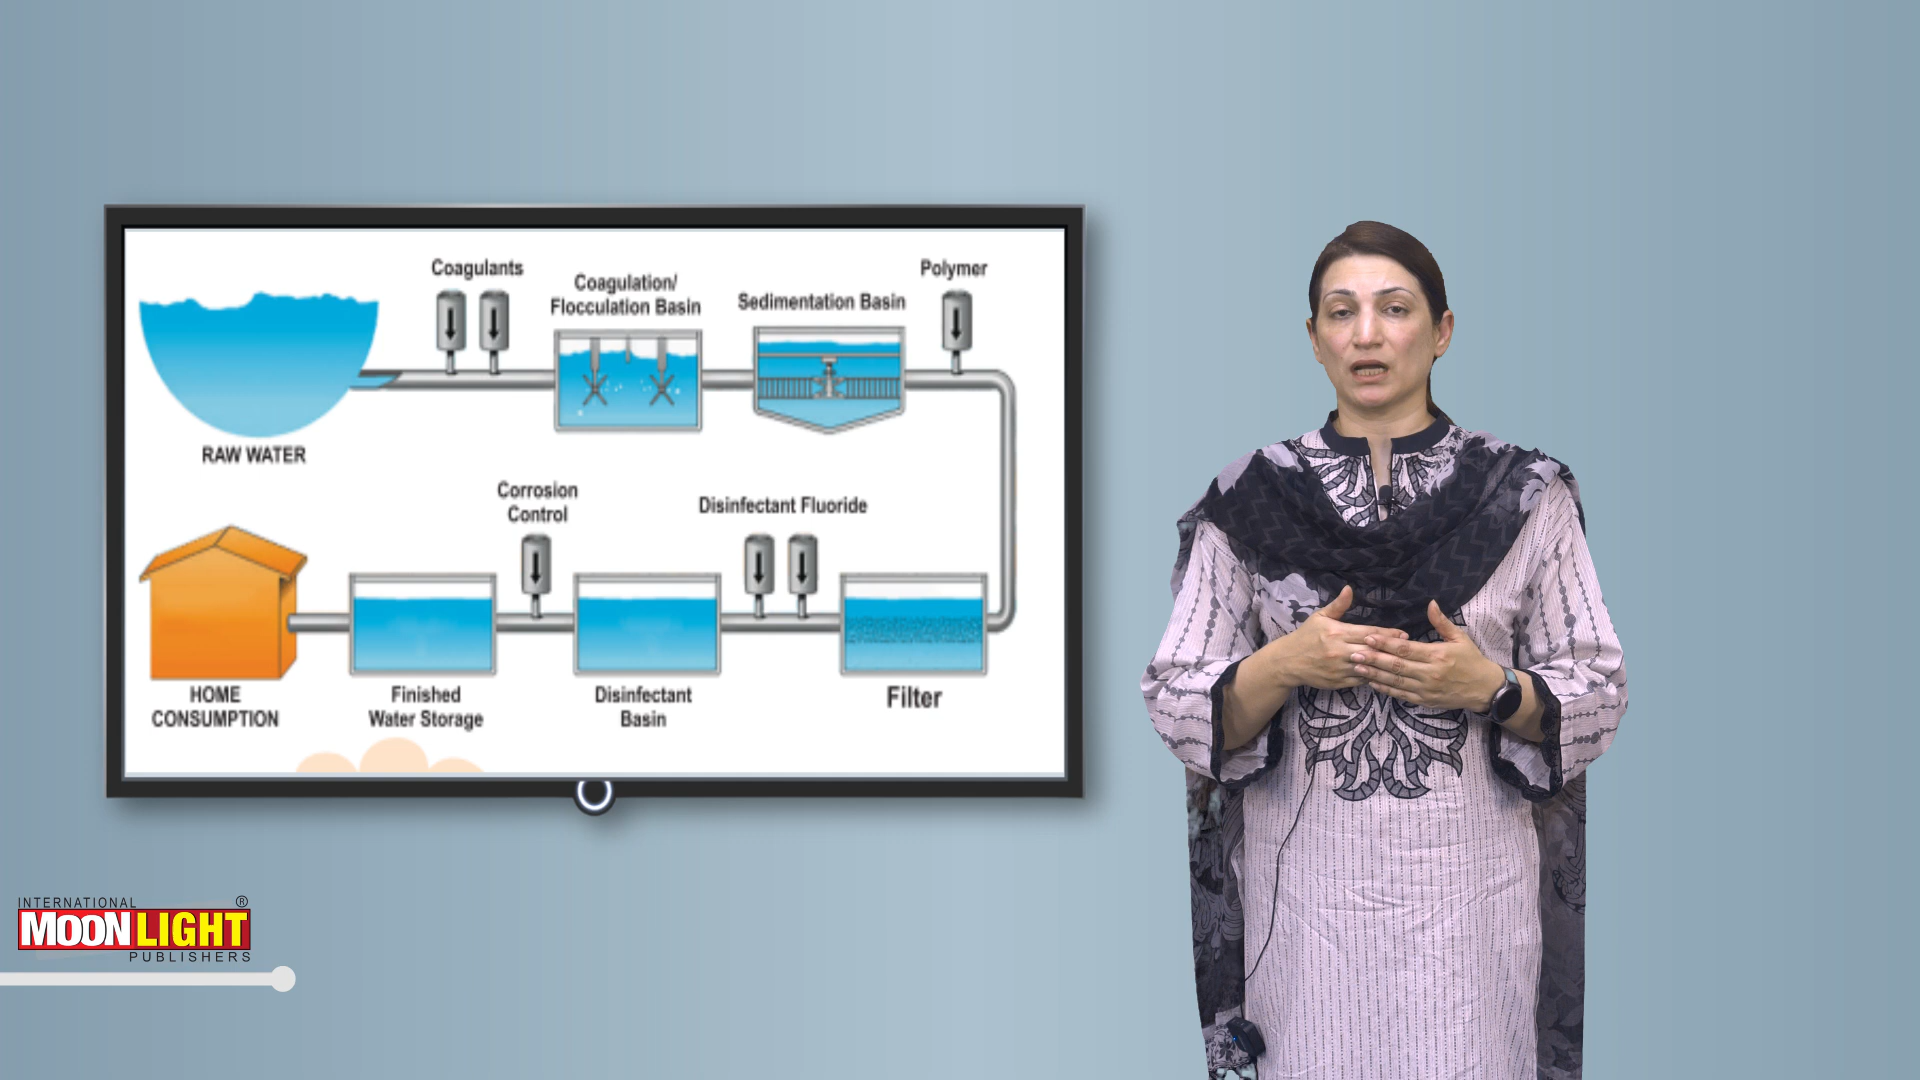 Coagulants
Coagulation/
Flocculation Basin
Sedimentation Basin
Polymer
RAW WATER
Corrosion
Control
Disinfectant Fluoride
HOME
CONSUMPTION
Finished
Water Storage
Disinfectant
Basin
Filter
INTERNATIONAL ®
MOONLIGHT
PUBLISHERS